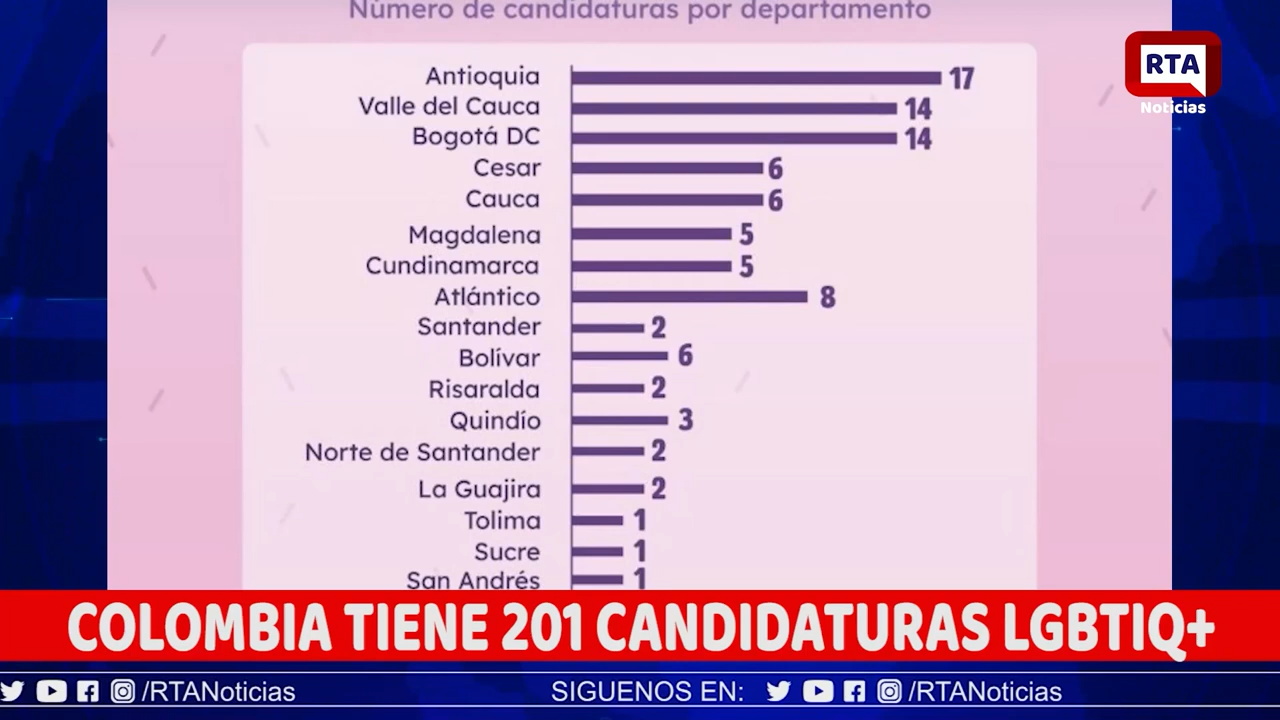 Número de candidaturas por departamento
RTA
Noticias
Antioquia 17
Valle del Cauca 14
Bogotá DC 14
Cesar 6
Cauca 6
Magdalena 5
Cundinamarca 5
Atlántico 8
Santander 2
Bolívar 6
Risaralda 2
Quindío 3
Norte de Santander 2
La Guajira 2
Tolima 1
Sucre 1
San Andrés 1
COLOMBIA TIENE 201 CANDIDATURAS LGBTIQ+
/RTANoticias SIGUENOS EN: /RTANoticias